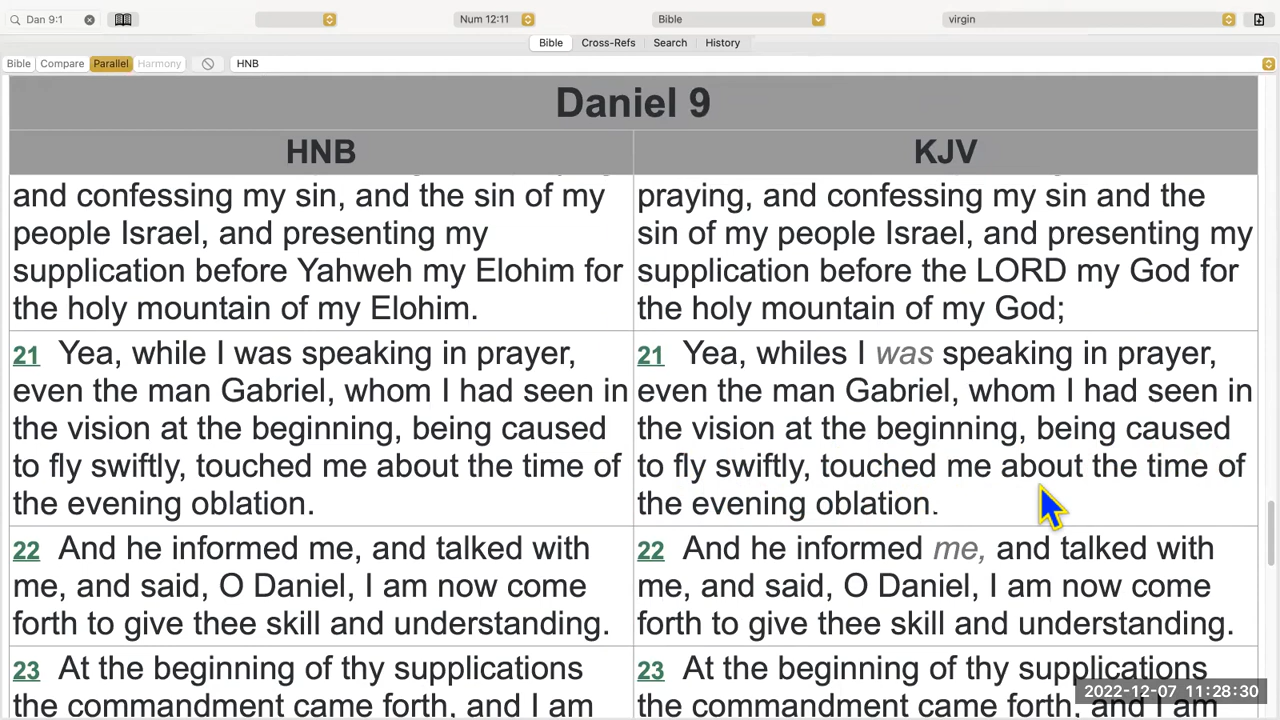 Dan 9:1 Num 12:11 Bible virgin
Bible Cross-Refs Search History
Bible Compare Parallel Harmony HNB
Daniel 9
HNB
and confessing my sin, and the sin of my
people Israel, and presenting my
supplication before Yahweh my Elohim for
the holy mountain of my Elohim.
21 Yea, while I was speaking in prayer,
even the man Gabriel, whom I had seen in
the vision at the beginning, being caused
to fly swiftly, touched me about the time of
the evening oblation.
22 And he informed me, and talked with
me, and said, O Daniel, I am now come
forth to give thee skill and understanding.
23 At the beginning of thy supplications
the commandment came forth, and I am
KJV
praying, and confessing my sin and the
sin of my people Israel, and presenting my
supplication before the LORD my God for
the holy mountain of my God;
21 Yea, whiles I was speaking in prayer,
even the man Gabriel, whom I had seen in
the vision at the beginning, being caused
to fly swiftly, touched me about the time of
the evening oblation.
22 And he informed me, and talked with
me, and said, O Daniel, I am now come
forth to give thee skill and understanding.
23 At the beginning of thy supplications
the commandment came forth, and I am
2022-12-07 11:28:30